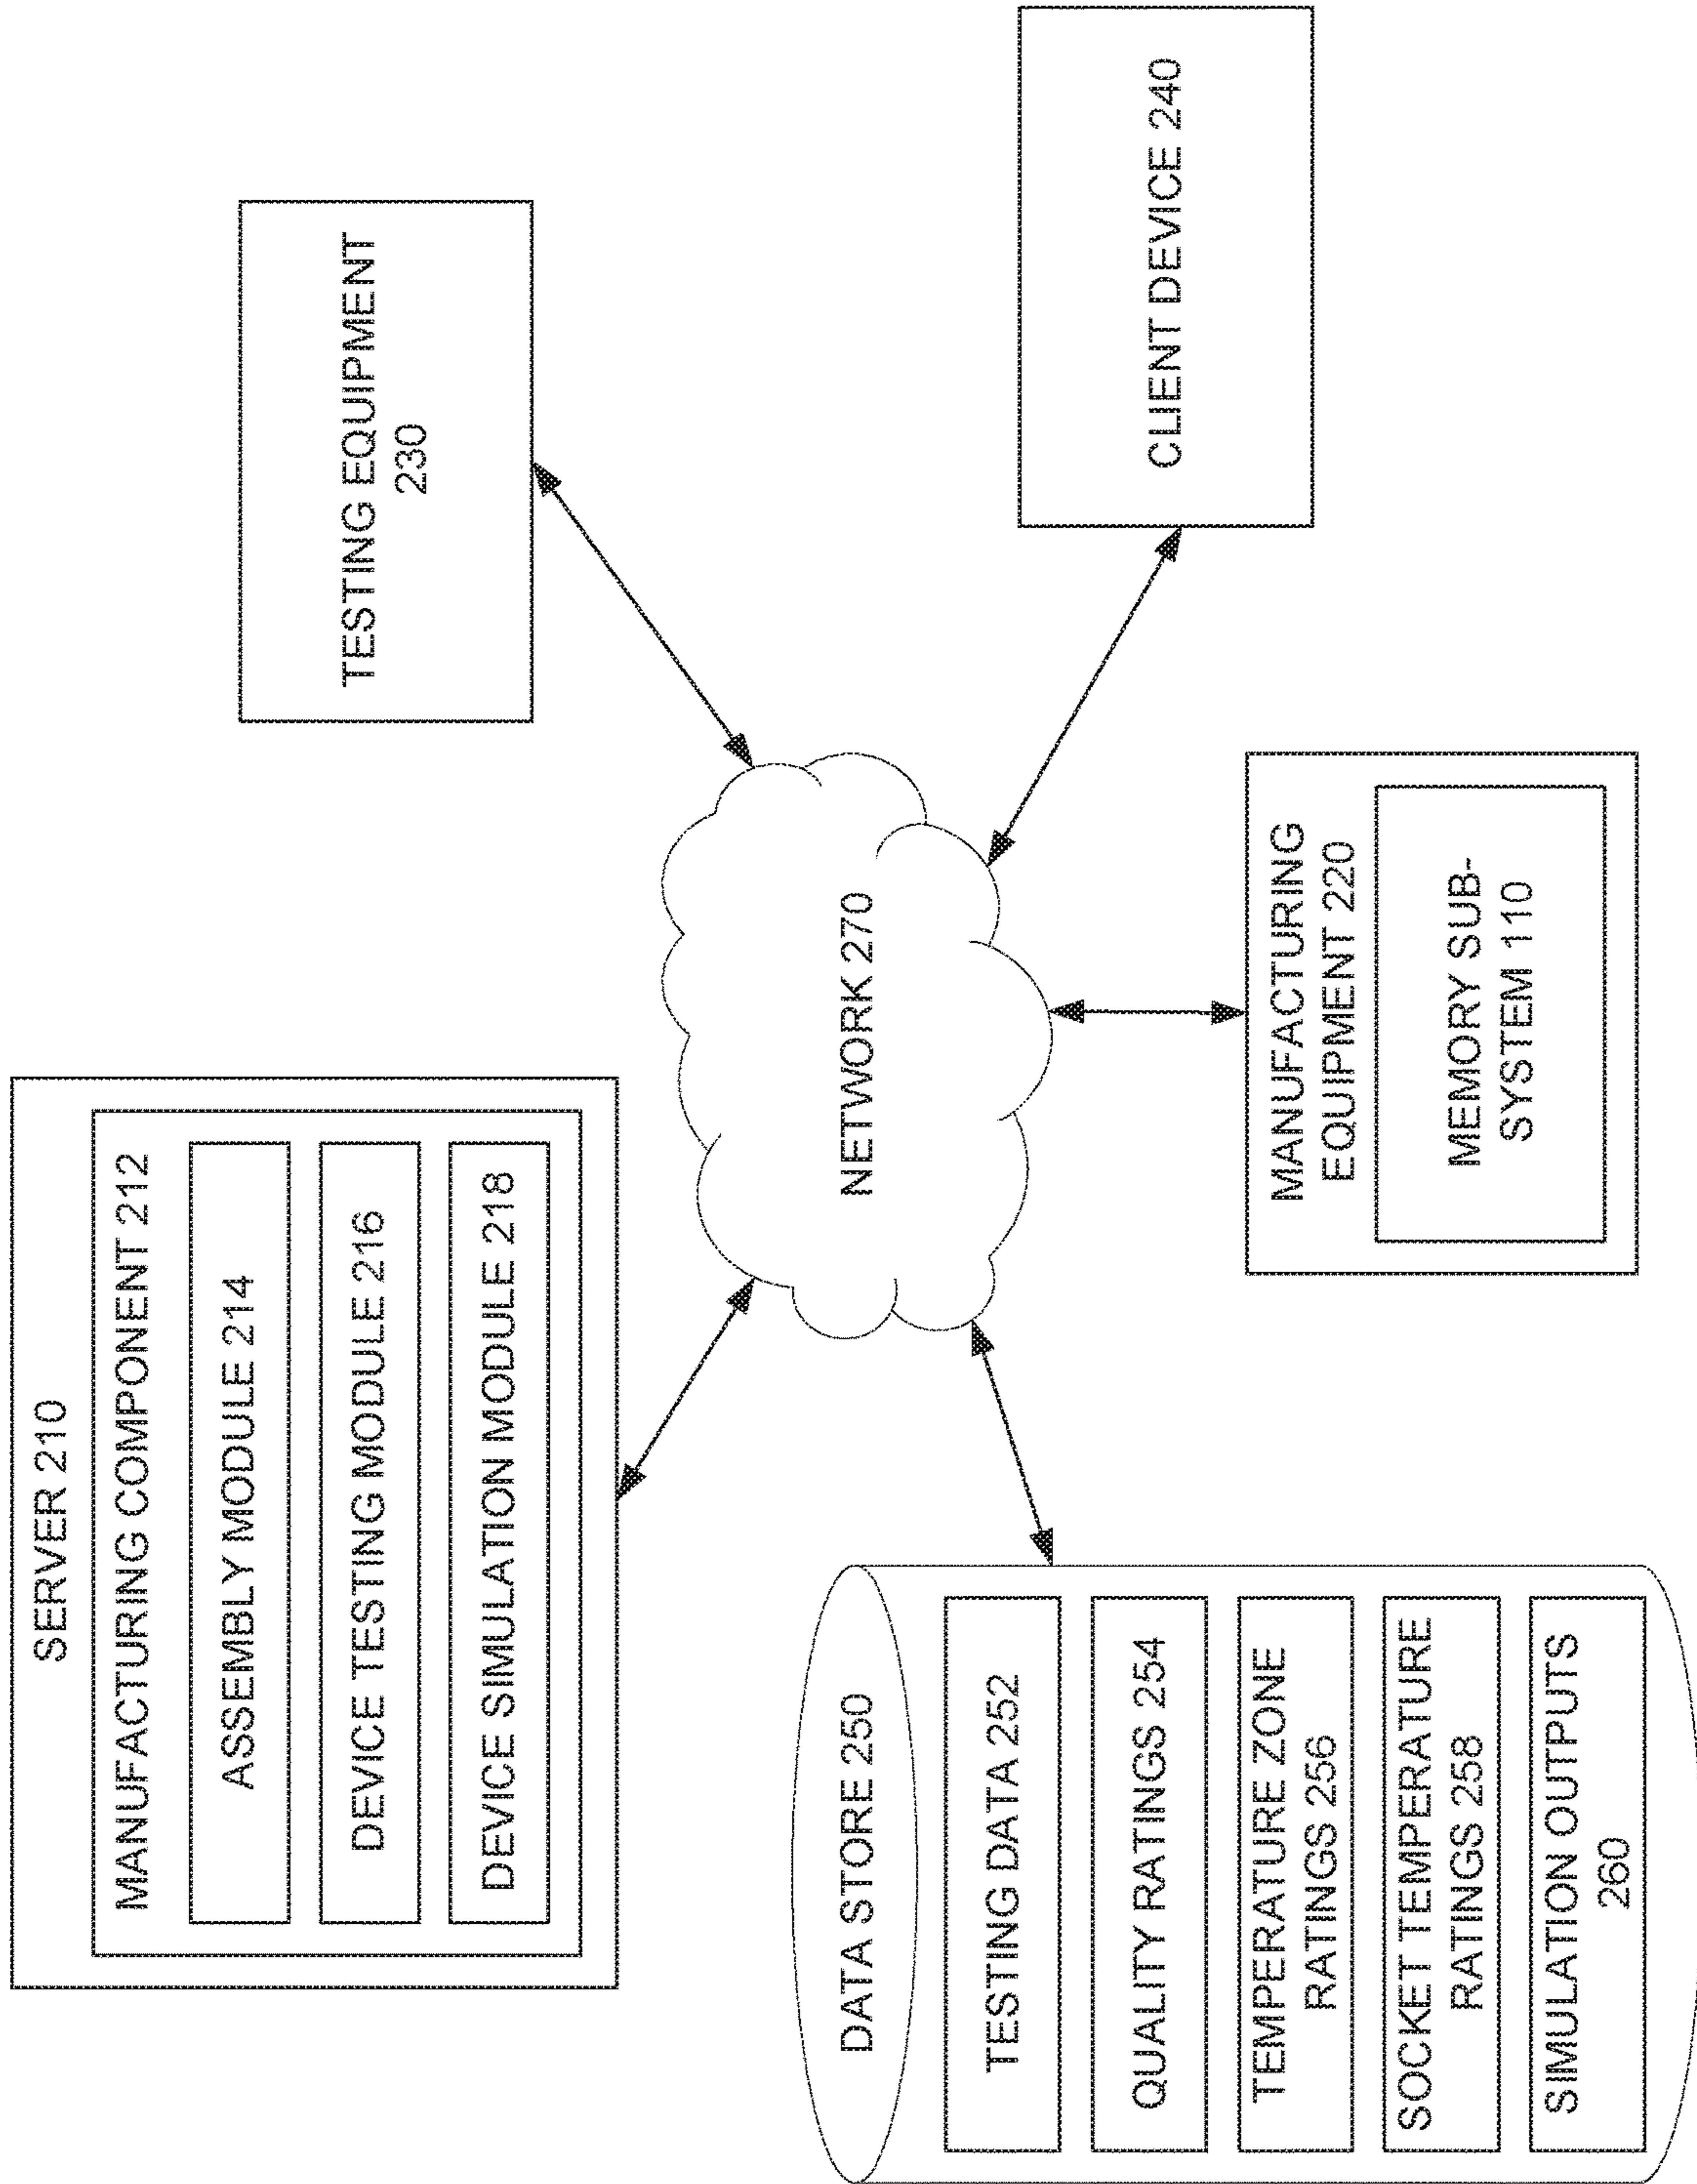 SERVER 210
MANUFACTURING COMPONENT 212
ASSEMBLY MODULE 214
DEVICE TESTING MODULE 216
DEVICE SIMULATION MODULE 218
TESTING EQUIPMENT
230
NETWORK 270
DATA STORE 250
TESTING DATA 252
QUALITY RATINGS 254
TEMPERATURE ZONE
RATINGS 256
SOCKET TEMPERATURE
RATINGS 258
SIMULATION OUTPUTS
260
MANUFACTURING
EQUIPMENT 220
MEMORY SUB-
SYSTEM 110
CLIENT DEVICE 240